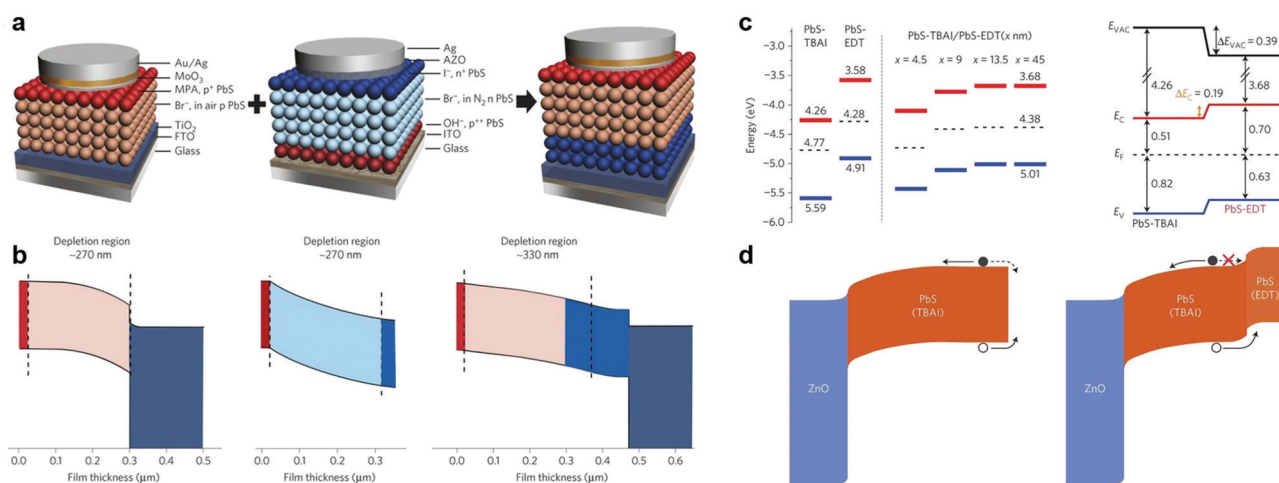 a
Au/Ag
MoO₃
MPA, p⁺ PbS
Br⁻, in air p PbS
TiO₂
FTO
Glass
Ag
AZO
I⁻, n⁺ PbS
Br⁻, in N₂ n PbS
OH⁻, p⁺⁺ PbS
ITO
Glass
b
Depletion region
~270 nm
0.0 0.1 0.2 0.3 0.4 0.5
Film thickness (μm)
Depletion region
~270 nm
0.0 0.1 0.2 0.3
Film thickness (μm)
Depletion region
~330 nm
0.0 0.1 0.2 0.3 0.4 0.5 0.6
Film thickness (μm)
c
Energy (eV)
−3.0
−3.5
−4.0
−4.5
−5.0
−5.5
−6.0
PbS-
TBAI
PbS-
EDT
PbS-TBAI/PbS-EDT(x nm)
x = 4.5 x = 9 x = 13.5 x = 45
4.26
4.77
5.59
3.58
4.28
4.91
3.68
4.38
5.01
E_VAC
ΔE_VAC = 0.39
4.26
3.68
ΔE_C = 0.19
E_C
0.51
0.70
E_F
0.82
0.63
E_V
PbS-TBAI
PbS-EDT
d
PbS
(TBAI)
ZnO
PbS
(TBAI)
PbS
(EDT)
ZnO